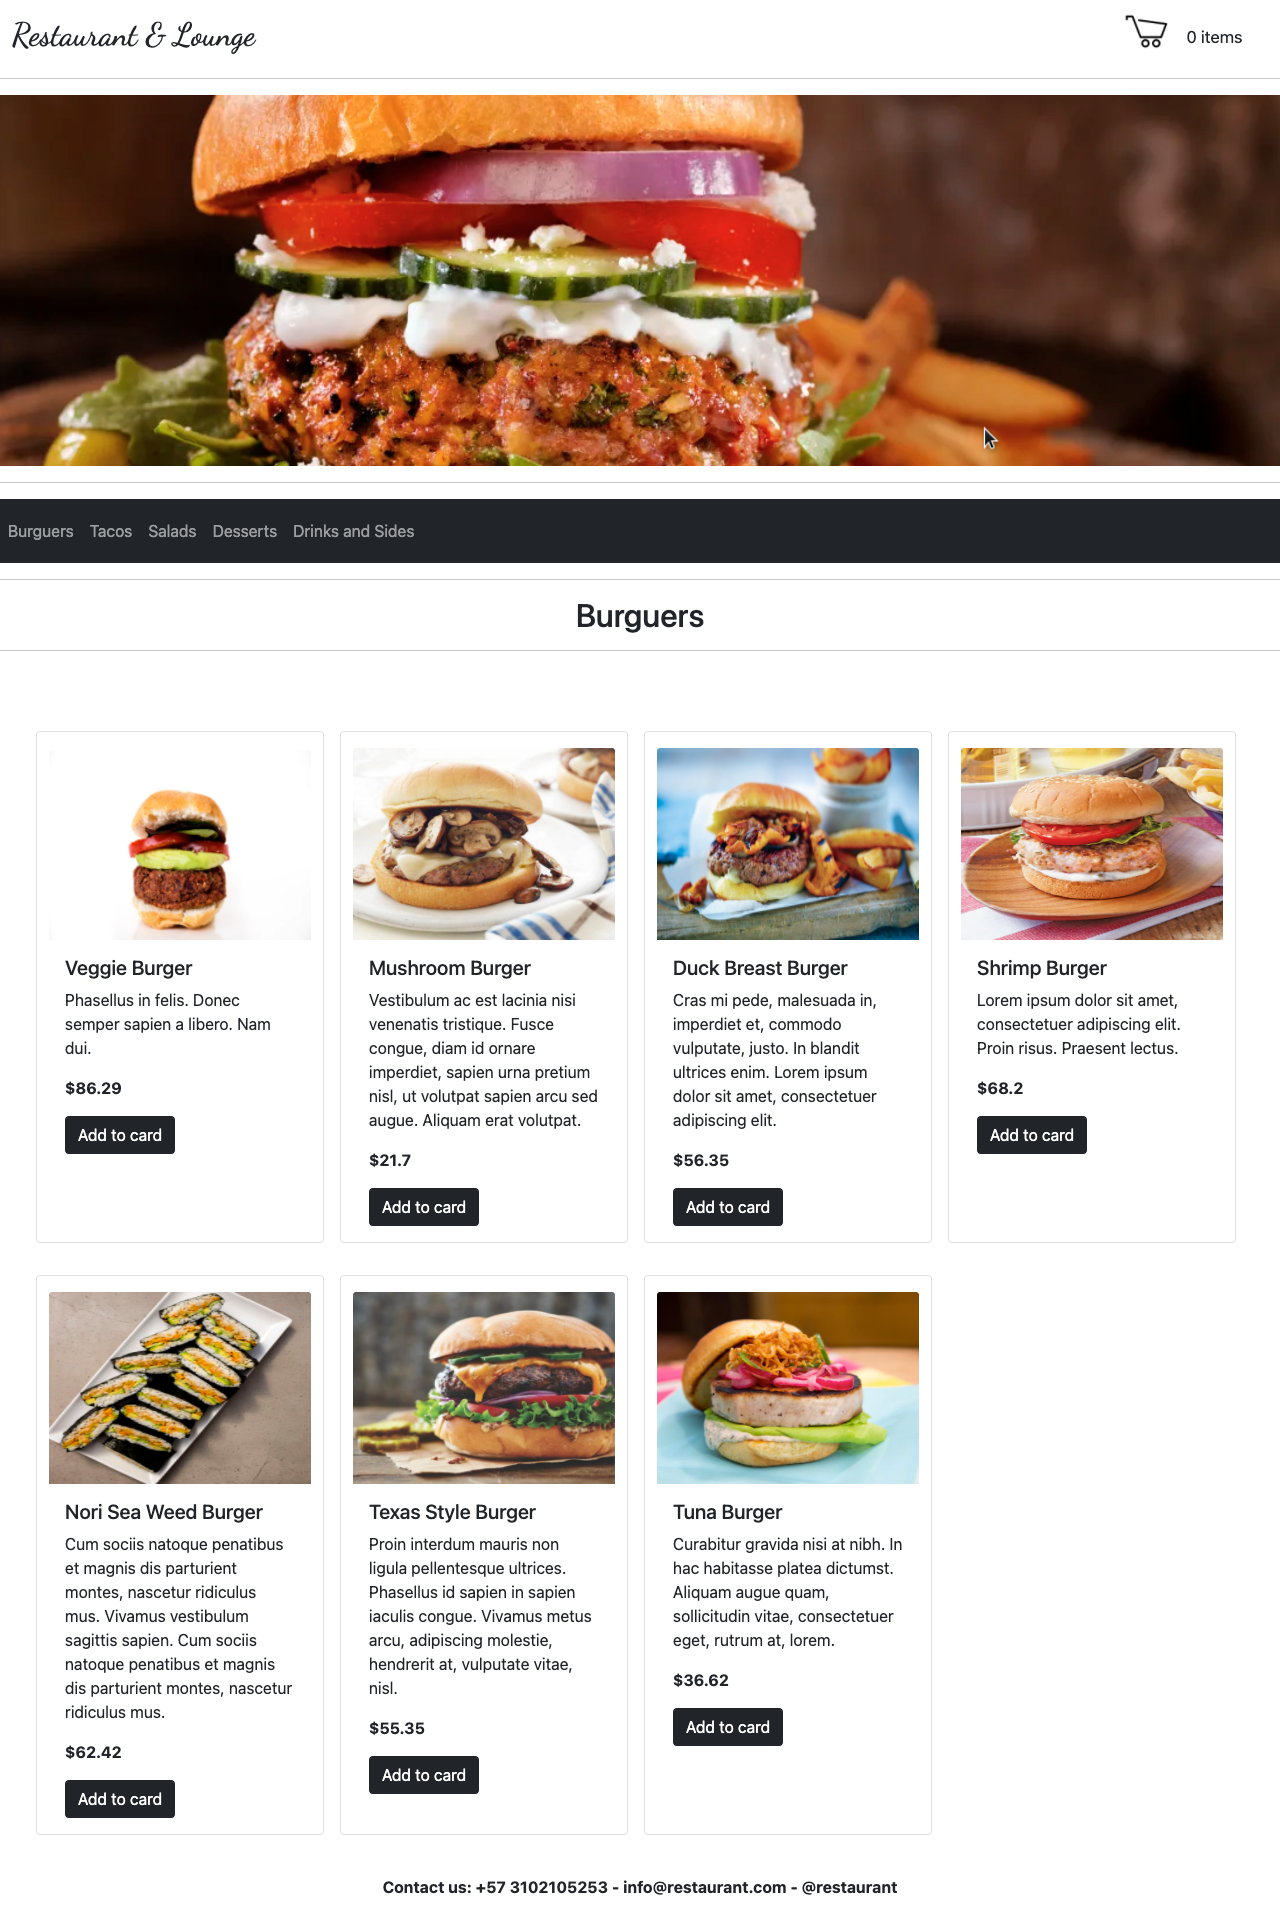 Restaurant & Lounge
0 items
Burguers Tacos Salads Desserts Drinks and Sides
Burguers
Veggie Burger
Phasellus in felis. Donec
semper sapien a libero. Nam
dui.
$86.29
Add to card
Mushroom Burger
Vestibulum ac est lacinia nisi
venenatis tristique. Fusce
congue, diam id ornare
imperdiet, sapien urna pretium
nisl, ut volutpat sapien arcu sed
augue. Aliquam erat volutpat.
$21.7
Add to card
Duck Breast Burger
Cras mi pede, malesuada in,
imperdiet et, commodo
vulputate, justo. In blandit
ultrices enim. Lorem ipsum
dolor sit amet, consectetuer
adipiscing elit.
$56.35
Add to card
Shrimp Burger
Lorem ipsum dolor sit amet,
consectetuer adipiscing elit.
Proin risus. Praesent lectus.
$68.2
Add to card
Nori Sea Weed Burger
Cum sociis natoque penatibus
et magnis dis parturient
montes, nascetur ridiculus
mus. Vivamus vestibulum
sagittis sapien. Cum sociis
natoque penatibus et magnis
dis parturient montes, nascetur
ridiculus mus.
$62.42
Add to card
Texas Style Burger
Proin interdum mauris non
ligula pellentesque ultrices.
Phasellus id sapien in sapien
iaculis congue. Vivamus metus
arcu, adipiscing molestie,
hendrerit at, vulputate vitae,
nisl.
$55.35
Add to card
Tuna Burger
Curabitur gravida nisi at nibh. In
hac habitasse platea dictumst.
Aliquam augue quam,
sollicitudin vitae, consectetuer
eget, rutrum at, lorem.
$36.62
Add to card
Contact us: +57 3102105253 - info@restaurant.com - @restaurant